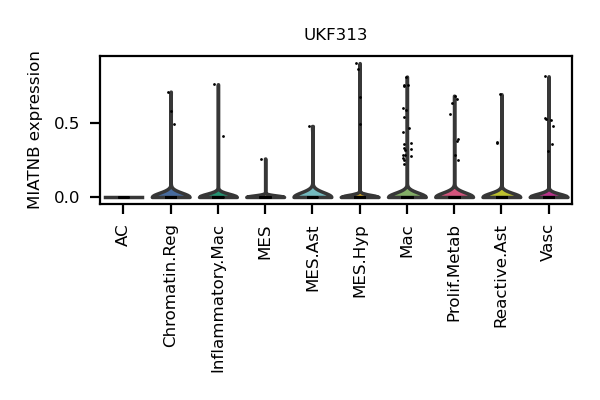 UKF313
MIATNB expression
0.5
0.0
AC
Chromatin.Reg
Inflammatory.Mac
MES
MES.Ast
MES.Hyp
Mac
Prolif.Metab
Reactive.Ast
Vasc